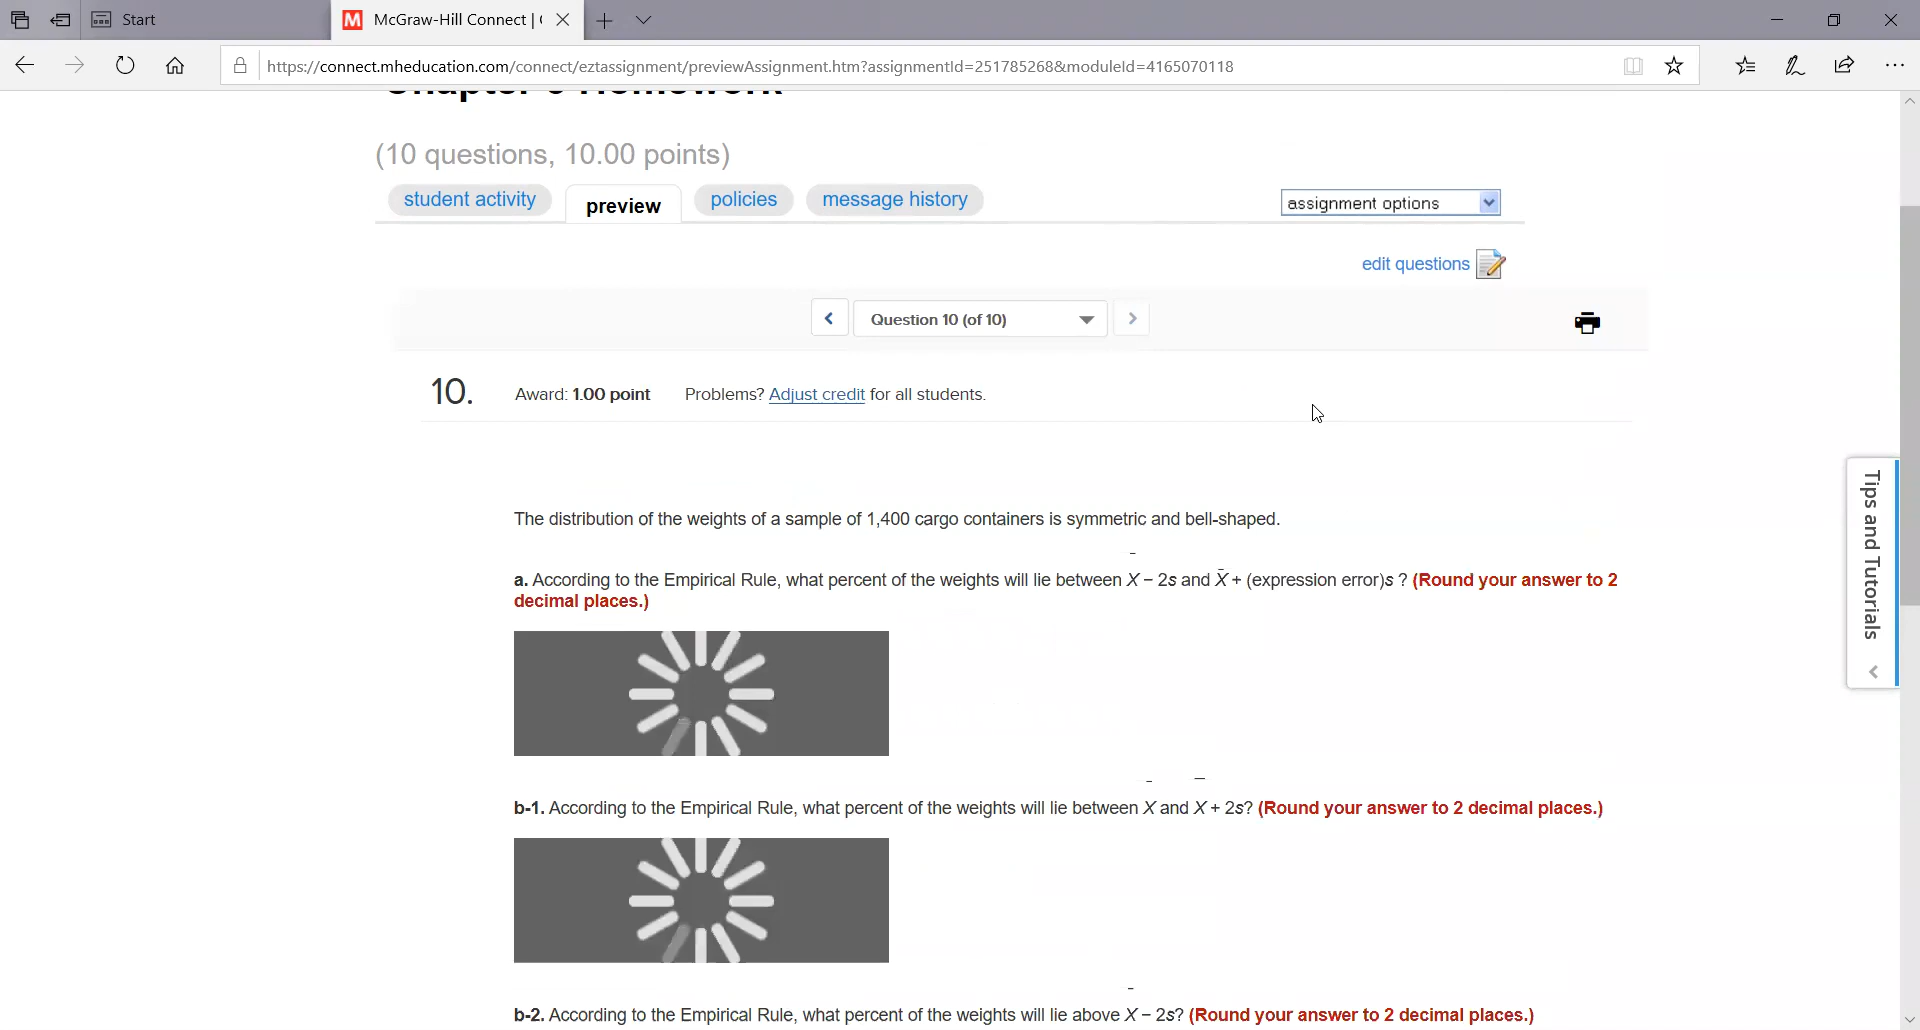 Start
McGraw-Hill Connect | (
https://connect.mheducation.com/connect/eztassignment/previewAssignment.htm?assignmentId=251785268&moduleId=4165070118
(10 questions, 10.00 points)
student activity
preview
policies
message history
assignment options
edit questions
Question 10 (of 10)
10.
Award: 1.00 point
Problems? Adjust credit for all students.
The distribution of the weights of a sample of 1,400 cargo containers is symmetric and bell-shaped.
a. According to the Empirical Rule, what percent of the weights will lie between X̄ − 2s and X̄ + (expression error)s ? (Round your answer to 2
decimal places.)
b-1. According to the Empirical Rule, what percent of the weights will lie between X̄ and X̄ + 2s? (Round your answer to 2 decimal places.)
b-2. According to the Empirical Rule, what percent of the weights will lie above X̄ − 2s? (Round your answer to 2 decimal places.)
Tips and Tutorials